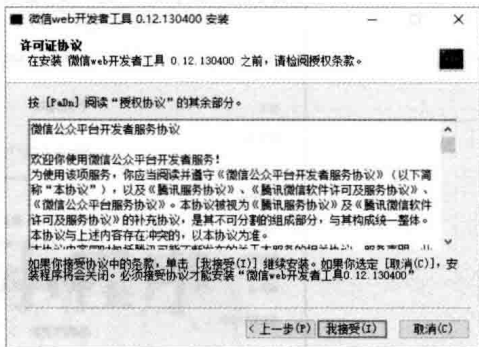 微信web开发者工具 0.12.130400 安装
许可证协议
在安装 微信web开发者工具 0.12.130400 之前，请检阅授权条款。
按 [PgDn] 阅读“授权协议”的其余部分。
微信公众平台开发者服务协议
欢迎你使用微信公众平台开发者服务！
为使用该项服务，你应当阅读并遵守《微信公众平台开发者服务协议》（以下简
称“本协议”），以及《腾讯服务协议》、《腾讯微信软件许可及服务协议》、
《微信公众平台服务协议》。本协议被视为《腾讯服务协议》及《腾讯微信软件
许可及服务协议》的补充协议，是其不可分割的组成部分，与其构成统一整体。
本协议与上述内容存在冲突的，以本协议为准。
如果你接受协议中的条款，单击 [我接受(I)] 继续安装。如果你选定 [取消(C)]，安
装程序将会关闭。必须接受协议才能安装“微信web开发者工具0.12.130400”
< 上一步(P) 我接受(I) 取消(C)